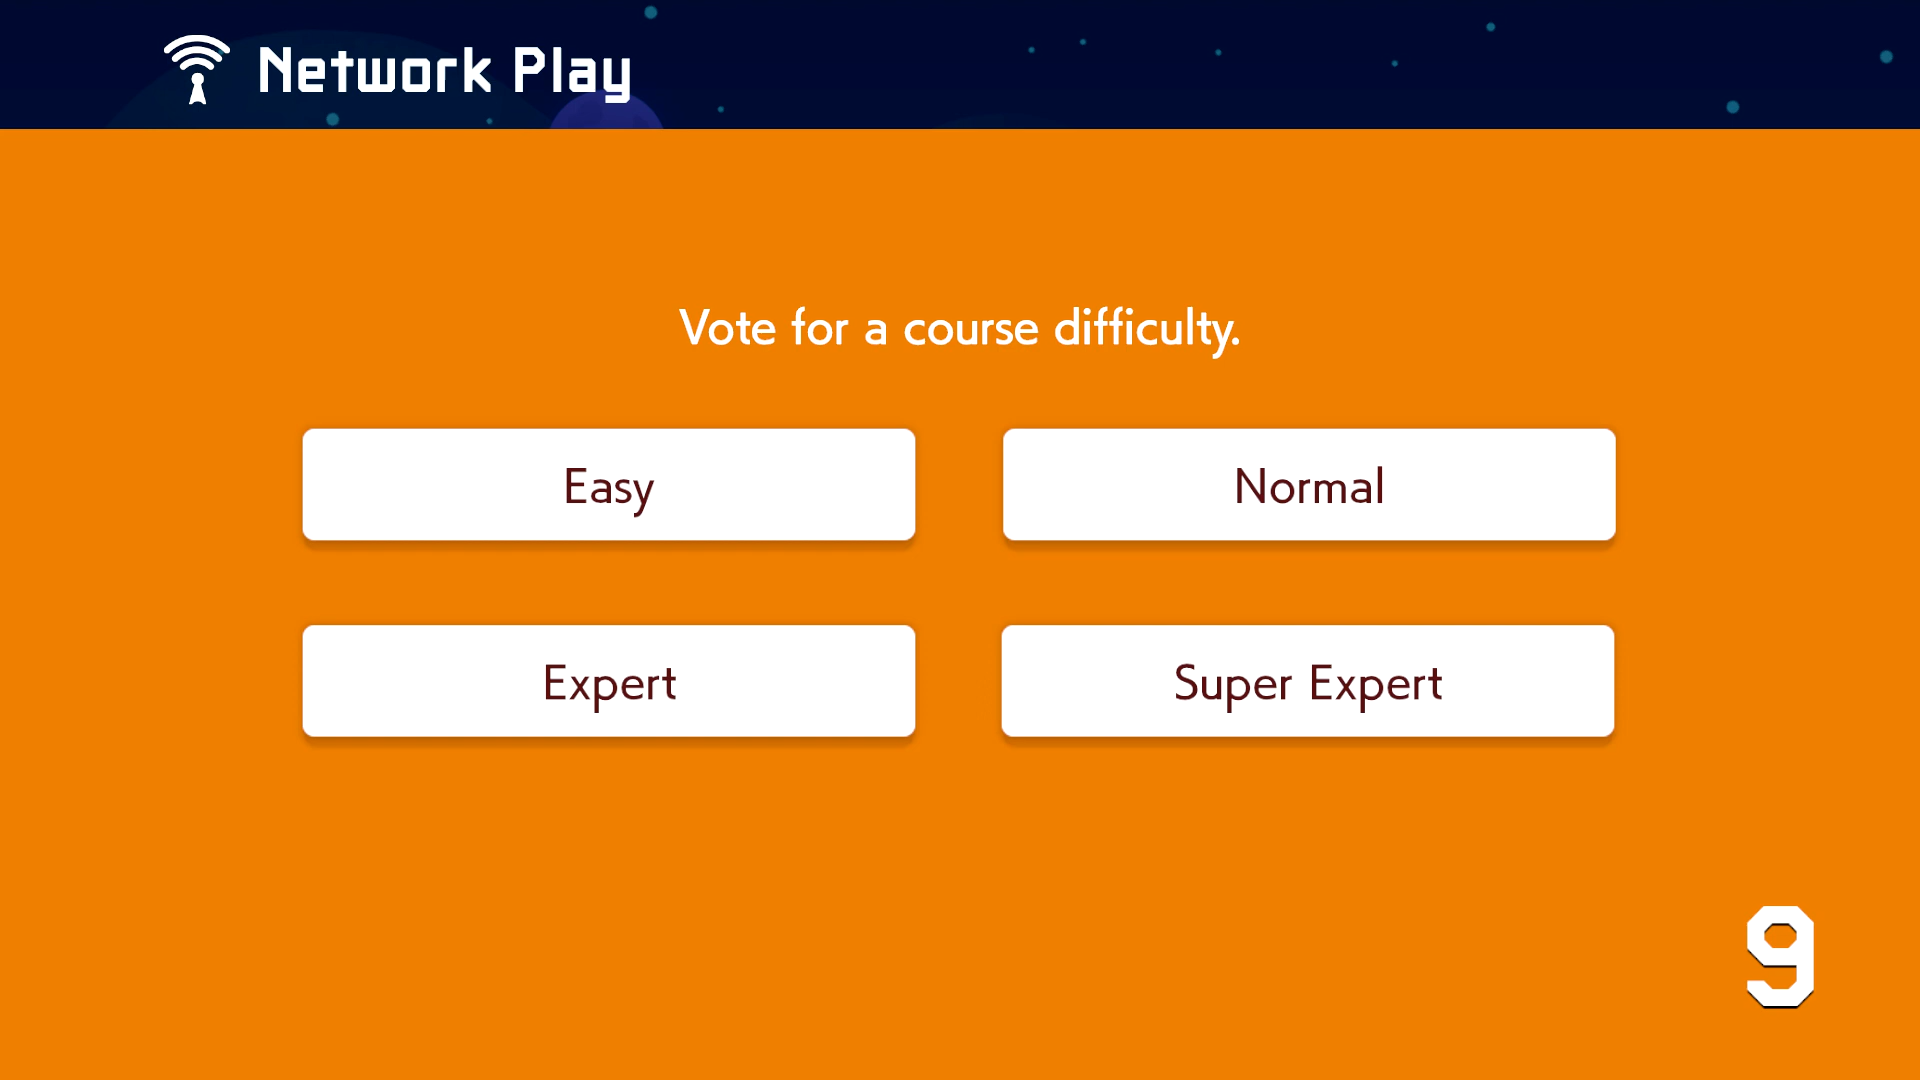 Network Play
Vote for a course difficulty.
Easy
Normal
Expert
Super Expert
9